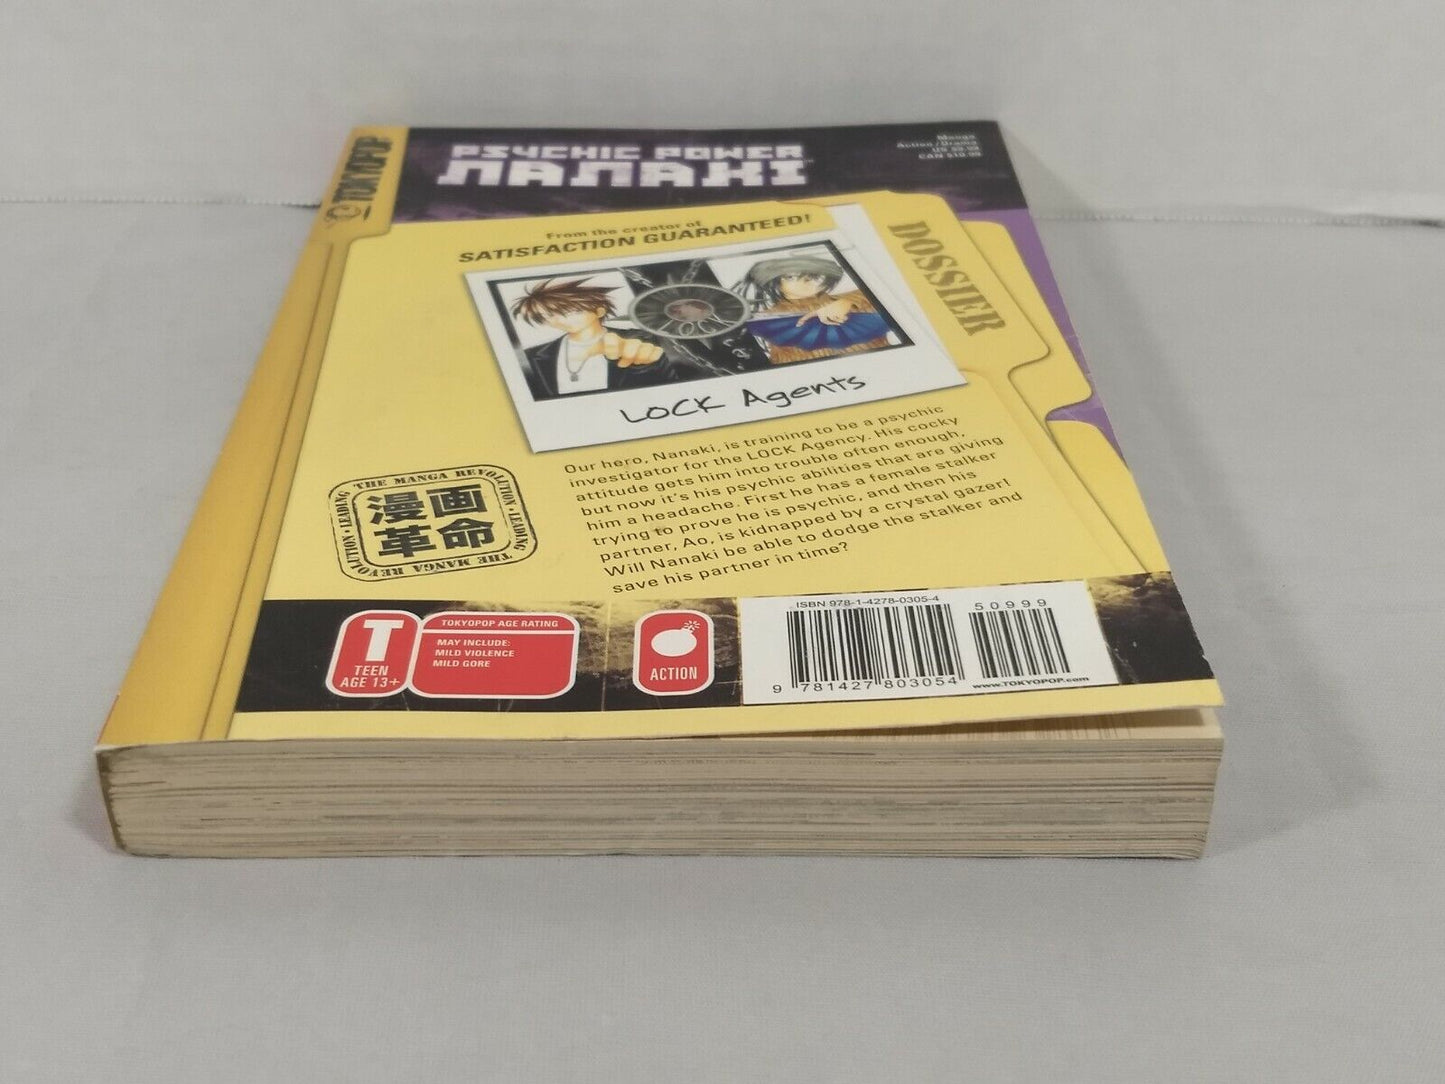 TOKYOPOP
PSYCHIC POWER
NANAKI™
Manga
Action / Drama
US $9.99
CAN $10.99
From the creator of
SATISFACTION GUARANTEED!
DOSSIER
LOCK
LOCK Agents
Our hero, Nanaki, is training to be a psychic
investigator for the LOCK Agency. His cocky
attitude gets him into trouble often enough,
but now it's his psychic abilities that are giving
him a headache. First he has a female stalker
trying to prove he is psychic, and then his
partner, Ao, is kidnapped by a crystal gazer!
Will Nanaki be able to dodge the stalker and
save his partner in time?
LEADING THE MANGA REVOLUTION • LEADING THE MANGA REVOLUTION •
漫画
革命
T
TEEN
AGE 13+
TOKYOPOP AGE RATING
MAY INCLUDE:
MILD VIOLENCE
MILD GORE
ACTION
ISBN 978-1-4278-0305-4
50999
9 781427 803054
www.TOKYOPOP.com